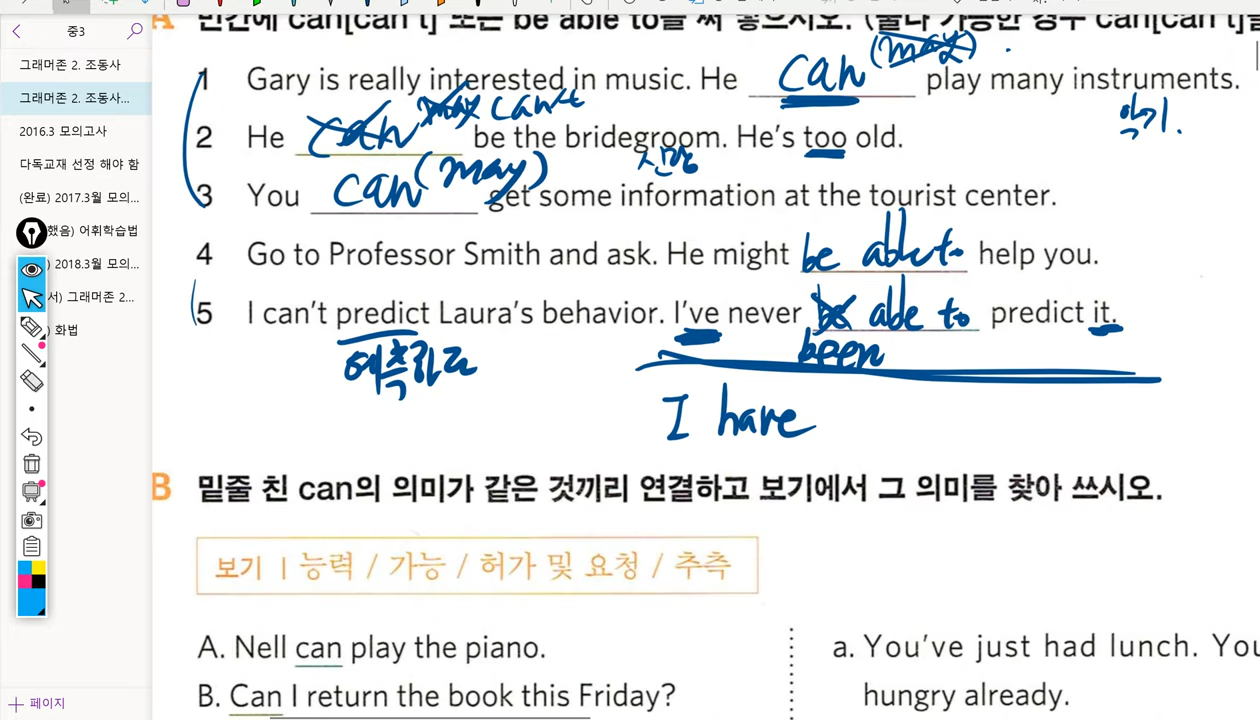 중3
그래머존 2. 조동사
그래머존 2. 조동사...
2016.3 모의고사
다독교재 선정 해야 함
(완료) 2017.3월 모의...
했음) 어휘학습법
) 2018.3월 모의...
서) 그래머존 2...
) 화법
페이지
A 빈칸에 can[can't] 또는 be able to를 써 넣으시오. (둘다 가능한 경우 can[can't]를
(may)
1 Gary is really interested in music. He can play many instruments.
악기.
can may can't
2 He be the bridegroom. He's too old.
신랑
3 You can (may) get some information at the tourist center.
4 Go to Professor Smith and ask. He might be able to help you.
5 I can't predict Laura's behavior. I've never be able to predict it.
예측하다
been
I have
B 밑줄 친 can의 의미가 같은 것끼리 연결하고 보기에서 그 의미를 찾아 쓰시오.
보기 | 능력 / 가능 / 허가 및 요청 / 추측
A. Nell can play the piano.
B. Can I return the book this Friday?
a. You've just had lunch. You
hungry already.